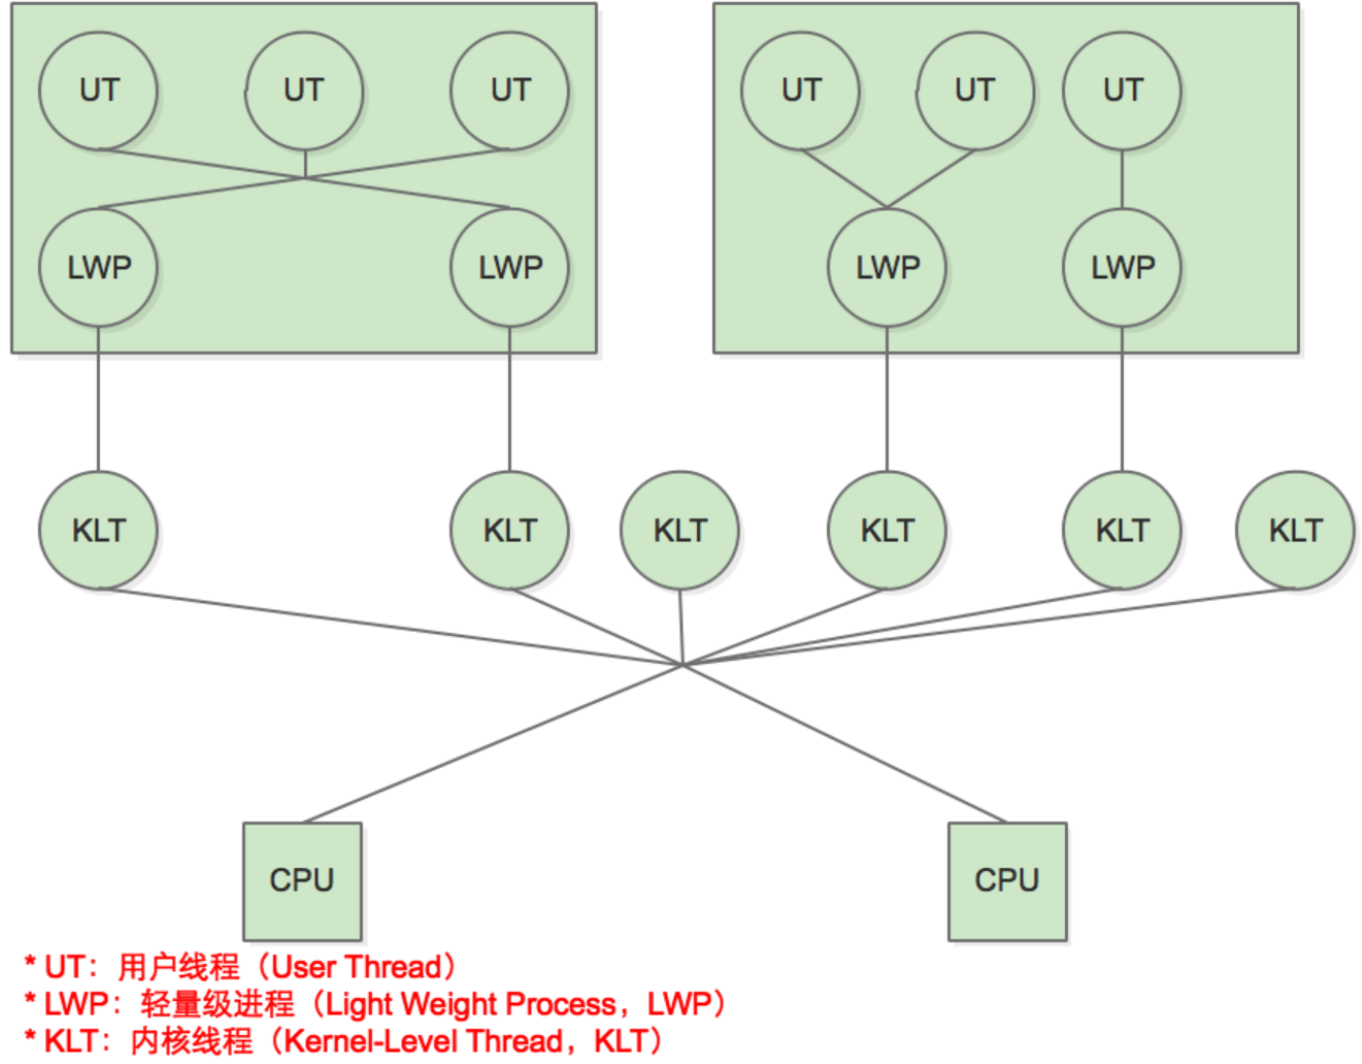 UT UT UT UT UT UT
LWP LWP LWP LWP
KLT KLT KLT KLT KLT KLT
CPU CPU
* UT：用户线程（User Thread）
* LWP：轻量级进程（Light Weight Process，LWP）
* KLT：内核线程（Kernel-Level Thread，KLT）